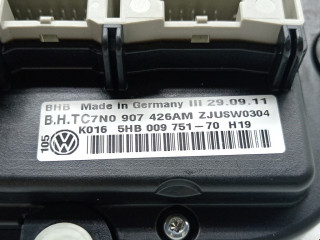 BHB Made in Germany III 29.09.11
B.H.TC7N0 907 426AM ZJUSW0304
K016 5HB 009 751-70 H19
105